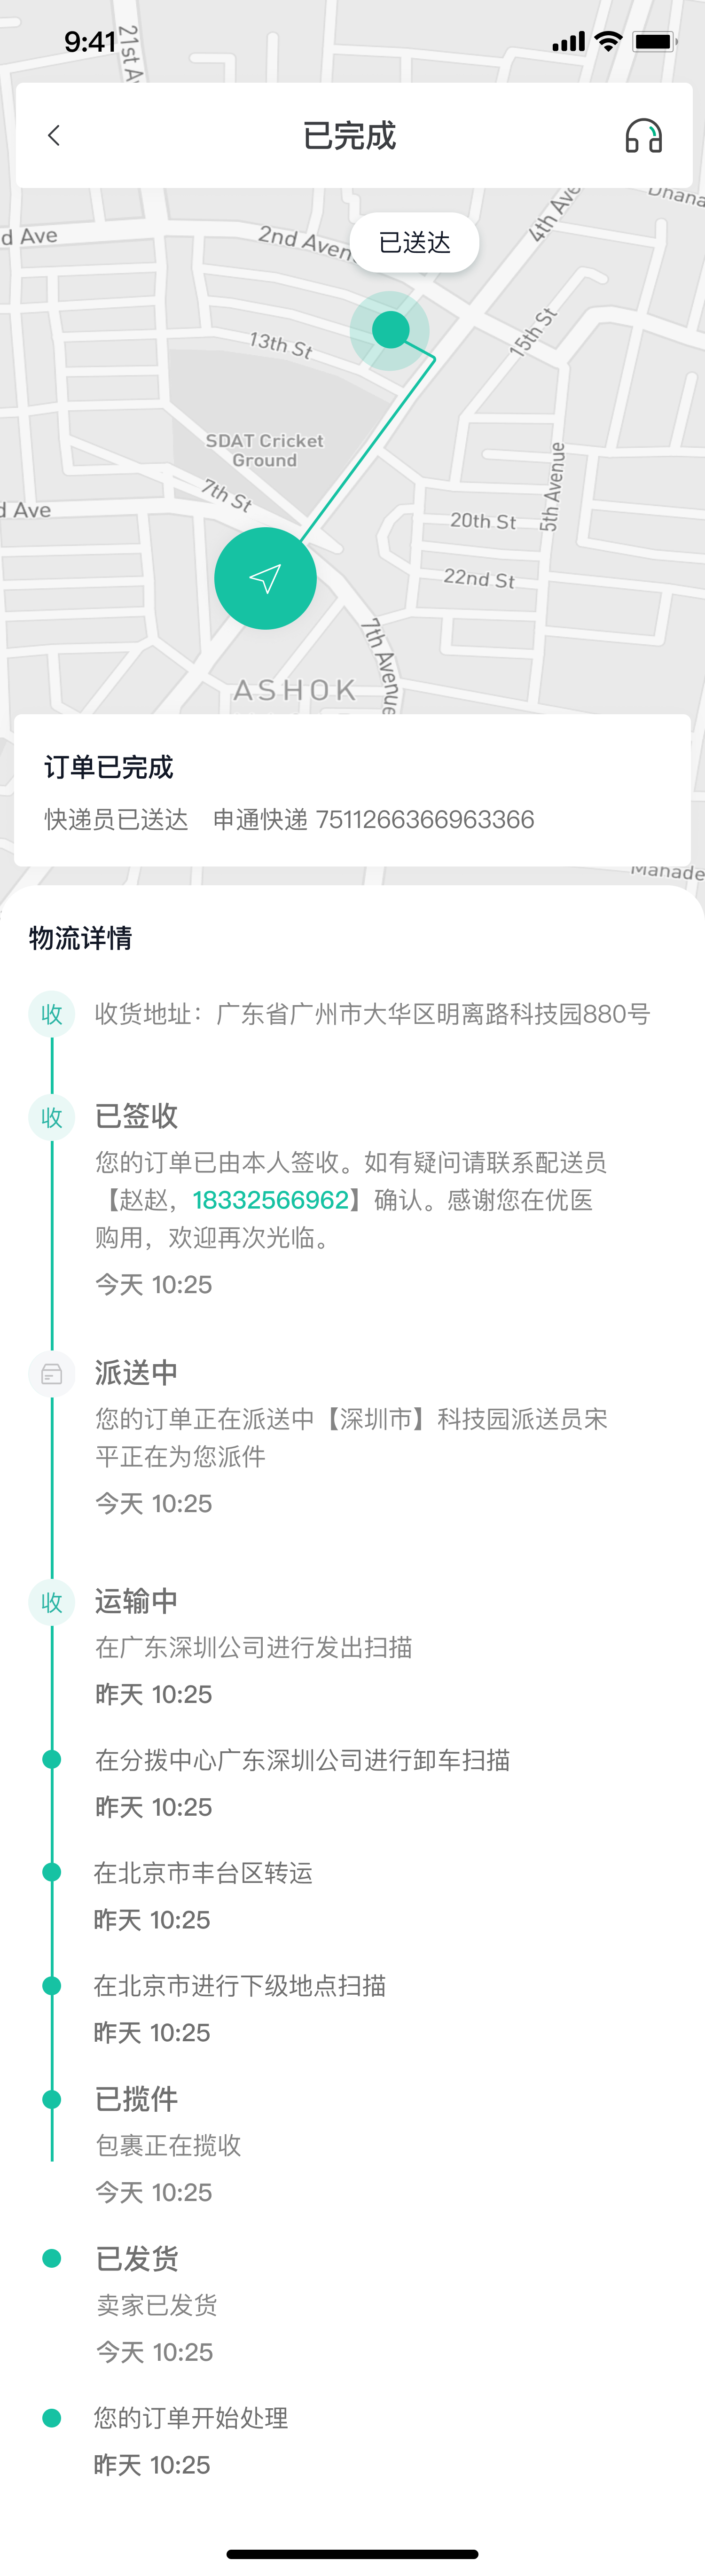 9:41
21st A
已完成
Dhana
4th Ave
d Ave
2nd Aven
已送达
15th St
13th St
SDAT Cricket
Ground
5th Avenue
7th St
d Ave
20th St
22nd St
7th Avenue
ASHOK
订单已完成
快递员已送达 申通快递 7511266366963366
Mahade
物流详情
收 收货地址：广东省广州市大华区明离路科技园880号
收 已签收
您的订单已由本人签收。如有疑问请联系配送员
【赵赵，18332566962】确认。感谢您在优医
购用，欢迎再次光临。
今天 10:25
派送中
您的订单正在派送中【深圳市】科技园派送员宋
平正在为您派件
今天 10:25
收 运输中
在广东深圳公司进行发出扫描
昨天 10:25
在分拨中心广东深圳公司进行卸车扫描
昨天 10:25
在北京市丰台区转运
昨天 10:25
在北京市进行下级地点扫描
昨天 10:25
已揽件
包裹正在揽收
今天 10:25
已发货
卖家已发货
今天 10:25
您的订单开始处理
昨天 10:25